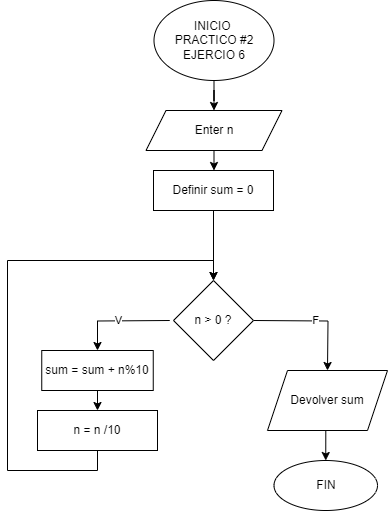 INICIO
PRACTICO #2
EJERCIO 6
Enter n
Definir sum = 0
n > 0 ?
V
F
sum = sum + n%10
n = n /10
Devolver sum
FIN